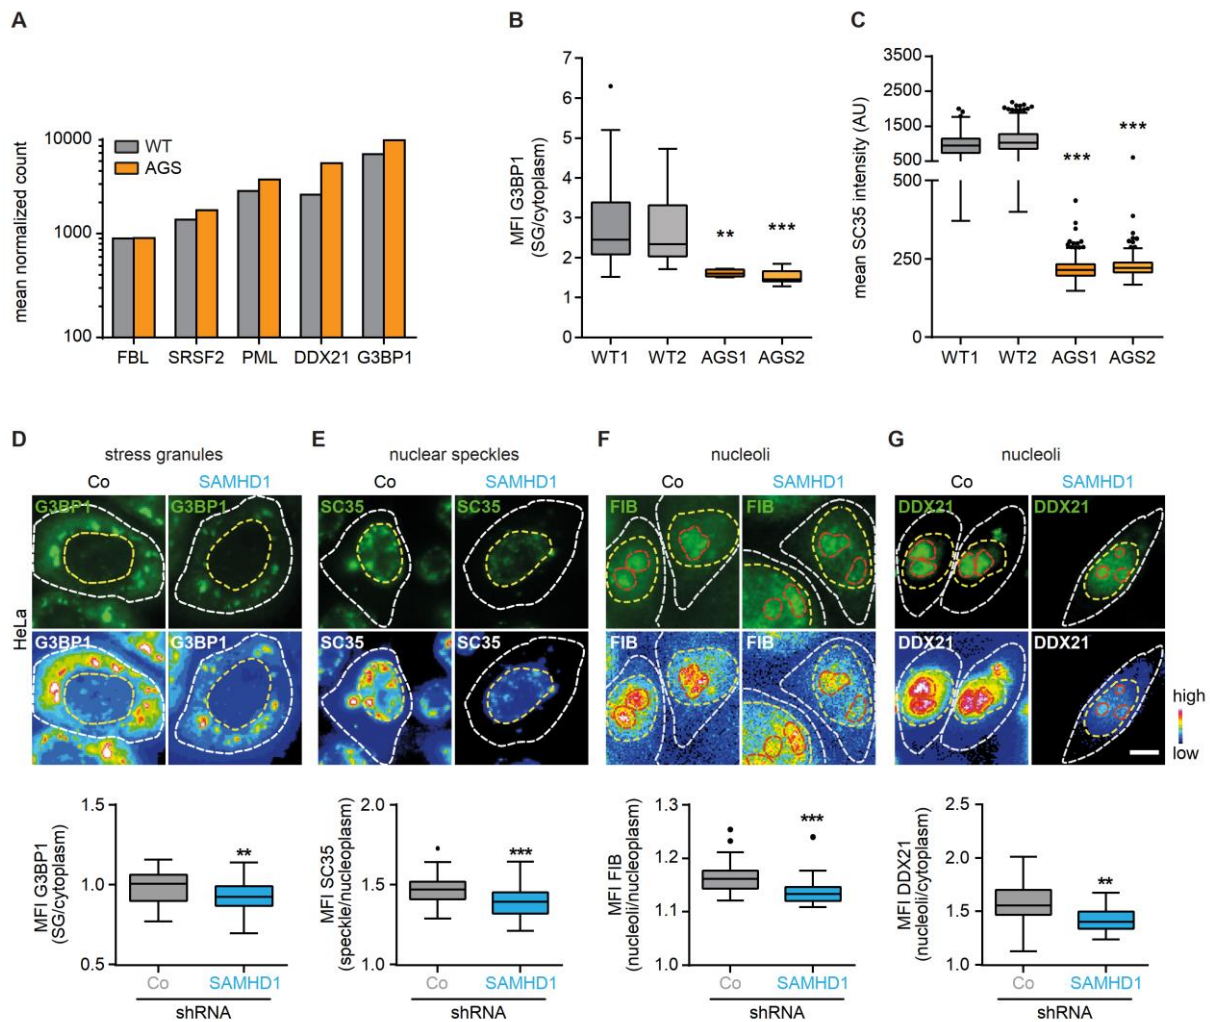 A
mean normalized count
10000
1000
100
WT
AGS
FBL SRSF2 PML DDX21 G3BP1
B
MFI G3BP1
(SG/cytoplasm)
7
6
5
4
3
2
1
0
** ***
WT1 WT2 AGS1 AGS2
C
mean SC35 intensity (AU)
3500
2500
1500
500
500
250
0
*** ***
WT1 WT2 AGS1 AGS2
D
stress granules
Co SAMHD1
HeLa
G3BP1 G3BP1
G3BP1 G3BP1
MFI G3BP1
(SG/cytoplasm)
1.5
1.0
0.5
**
Co SAMHD1
shRNA
E
nuclear speckles
Co SAMHD1
SC35 SC35
SC35 SC35
MFI SC35
(speckle/nucleoplasm)
2.0
1.5
1.0
***
Co SAMHD1
shRNA
F
nucleoli
Co SAMHD1
FIB FIB
FIB FIB
MFI FIB
(nucleoli/nucleoplasm)
1.3
1.2
1.1
1.0
***
Co SAMHD1
shRNA
G
nucleoli
Co SAMHD1
DDX21 DDX21
DDX21 DDX21
high
low
MFI DDX21
(nucleoli/cytoplasm)
2.5
2.0
1.5
1.0
**
Co SAMHD1
shRNA